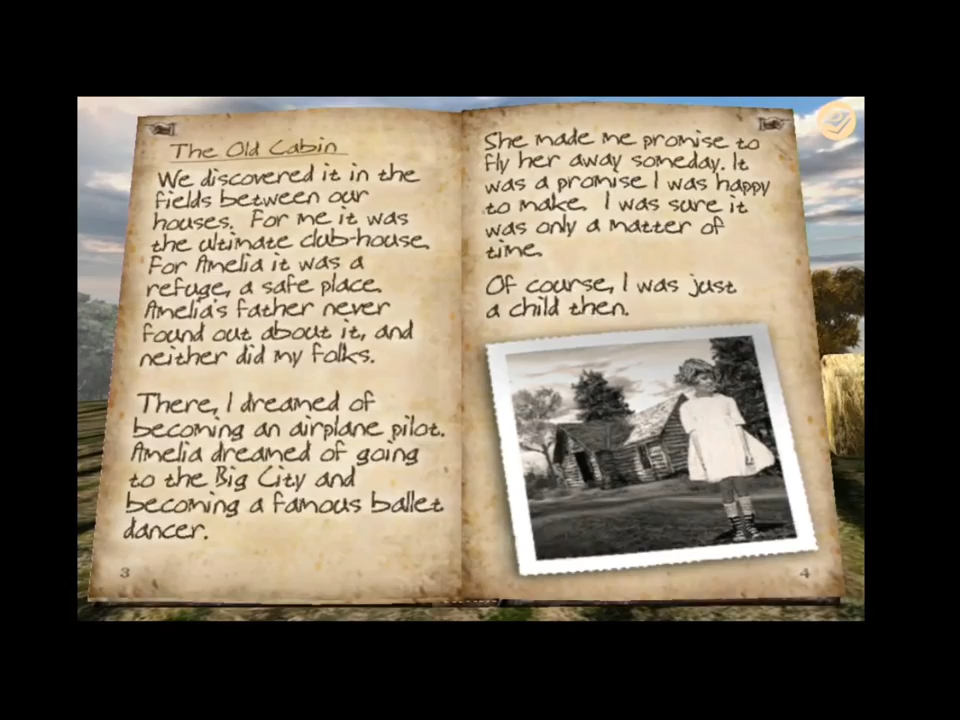 The Old Cabin
We discovered it in the
fields between our
houses. For me it was
the ultimate club-house.
For Amelia it was a
refuge, a safe place.
Amelia's father never
found out about it, and
neither did my folks.
There, I dreamed of
becoming an airplane pilot.
Amelia dreamed of going
to the Big City and
becoming a famous ballet
dancer.
3
She made me promise to
fly her away someday. It
was a promise I was happy
to make. I was sure it
was only a matter of
time.
Of course, I was just
a child then.
4